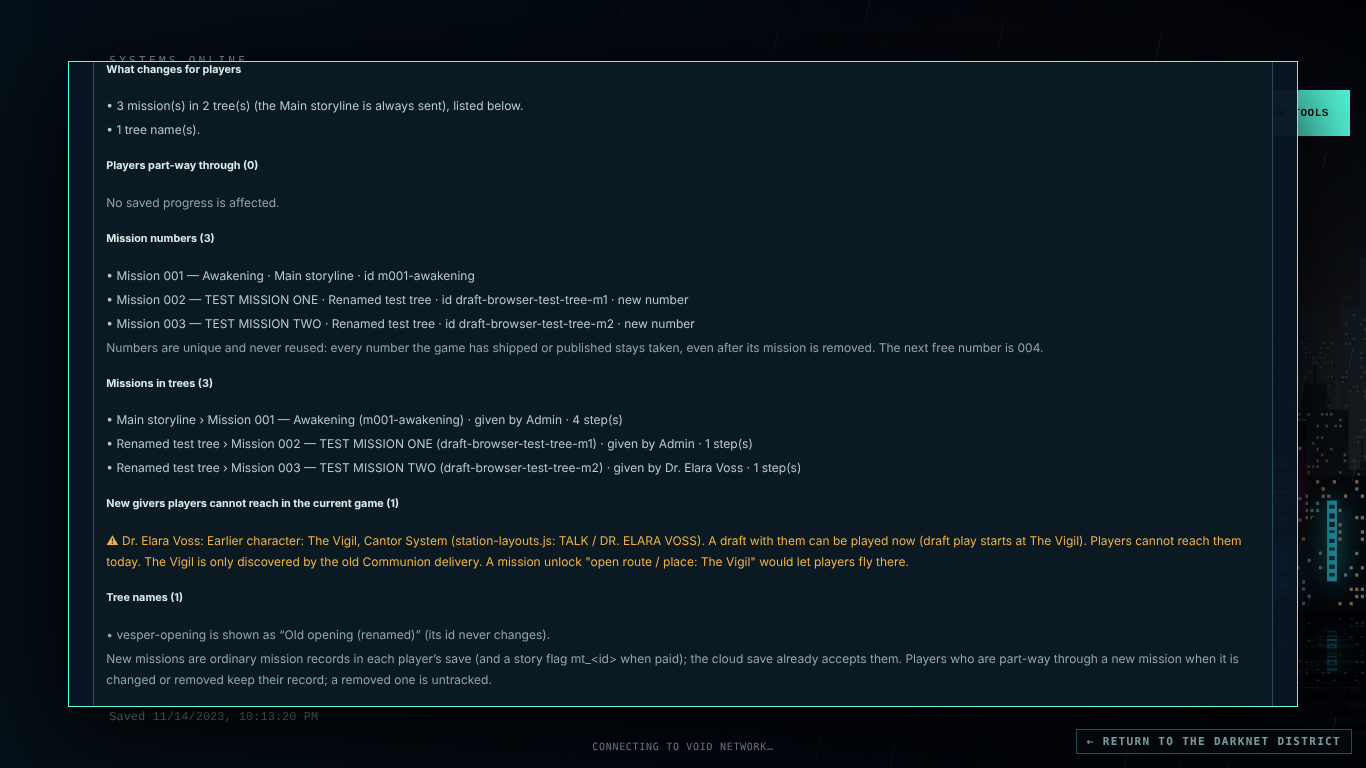 SYSTEMS ONLINE
What changes for players
• 3 mission(s) in 2 tree(s) (the Main storyline is always sent), listed below.
• 1 tree name(s).
TOOLS
Players part-way through (0)
No saved progress is affected.
Mission numbers (3)
• Mission 001 — Awakening · Main storyline · id m001-awakening
• Mission 002 — TEST MISSION ONE · Renamed test tree · id draft-browser-test-tree-m1 · new number
• Mission 003 — TEST MISSION TWO · Renamed test tree · id draft-browser-test-tree-m2 · new number
Numbers are unique and never reused: every number the game has shipped or published stays taken, even after its mission is removed. The next free number is 004.
Missions in trees (3)
• Main storyline › Mission 001 — Awakening (m001-awakening) · given by Admin · 4 step(s)
• Renamed test tree › Mission 002 — TEST MISSION ONE (draft-browser-test-tree-m1) · given by Admin · 1 step(s)
• Renamed test tree › Mission 003 — TEST MISSION TWO (draft-browser-test-tree-m2) · given by Dr. Elara Voss · 1 step(s)
New givers players cannot reach in the current game (1)
⚠ Dr. Elara Voss: Earlier character: The Vigil, Cantor System (station-layouts.js: TALK / DR. ELARA VOSS). A draft with them can be played now (draft play starts at The Vigil). Players cannot reach them
today. The Vigil is only discovered by the old Communion delivery. A mission unlock "open route / place: The Vigil" would let players fly there.
Tree names (1)
• vesper-opening is shown as “Old opening (renamed)” (its id never changes).
New missions are ordinary mission records in each player’s save (and a story flag mt_<id> when paid); the cloud save already accepts them. Players who are part-way through a new mission when it is
changed or removed keep their record; a removed one is untracked.
Saved 11/14/2023, 10:13:20 PM
CONNECTING TO VOID NETWORK…
← RETURN TO THE DARKNET DISTRICT